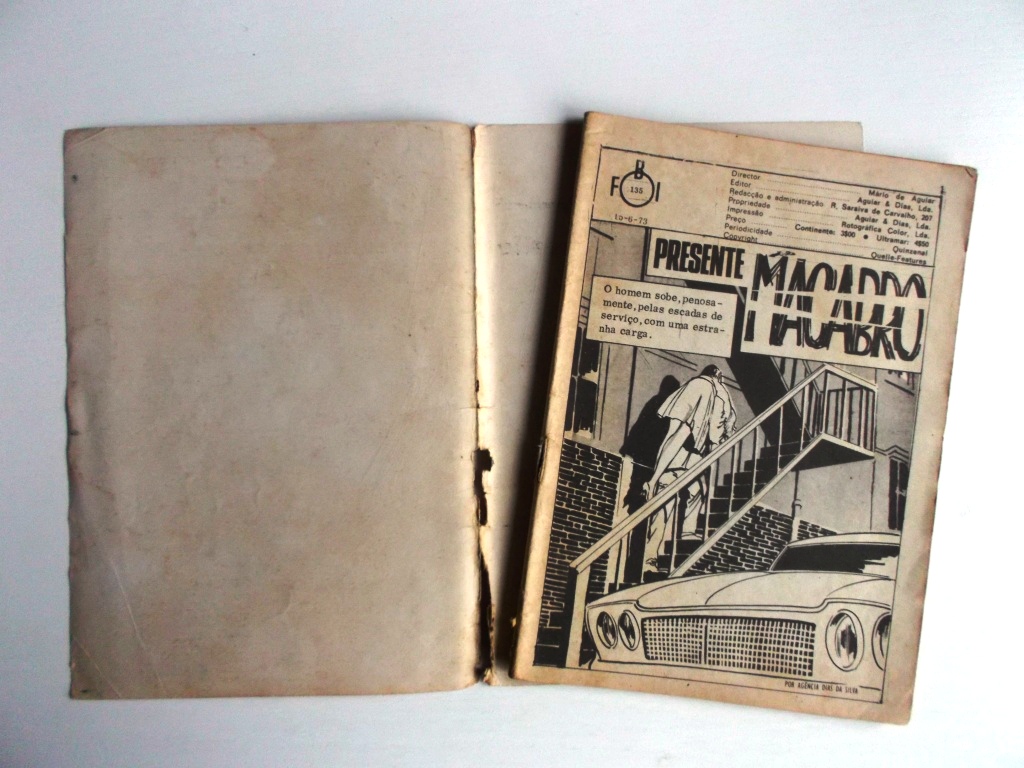 FBOI
135
15-6-73
Director Mário de Aguiar
Editor Aguiar & Dias, Lda.
Redacção e administração R. Saraiva de Carvalho, 207
Propriedade Aguiar & Dias, Lda.
Impressão Rotográfica Color, Lda.
Preço Continente: 3$00 • Ultramar: 4$50
Periodicidade Quinzenal
Copyright Quelle-Features
PRESENTE
MACABRO
O homem sobe, penosa-
mente, pelas escadas de
serviço, com uma estra-
nha carga.
POR AGÊNCIA DIAS DA SILVA